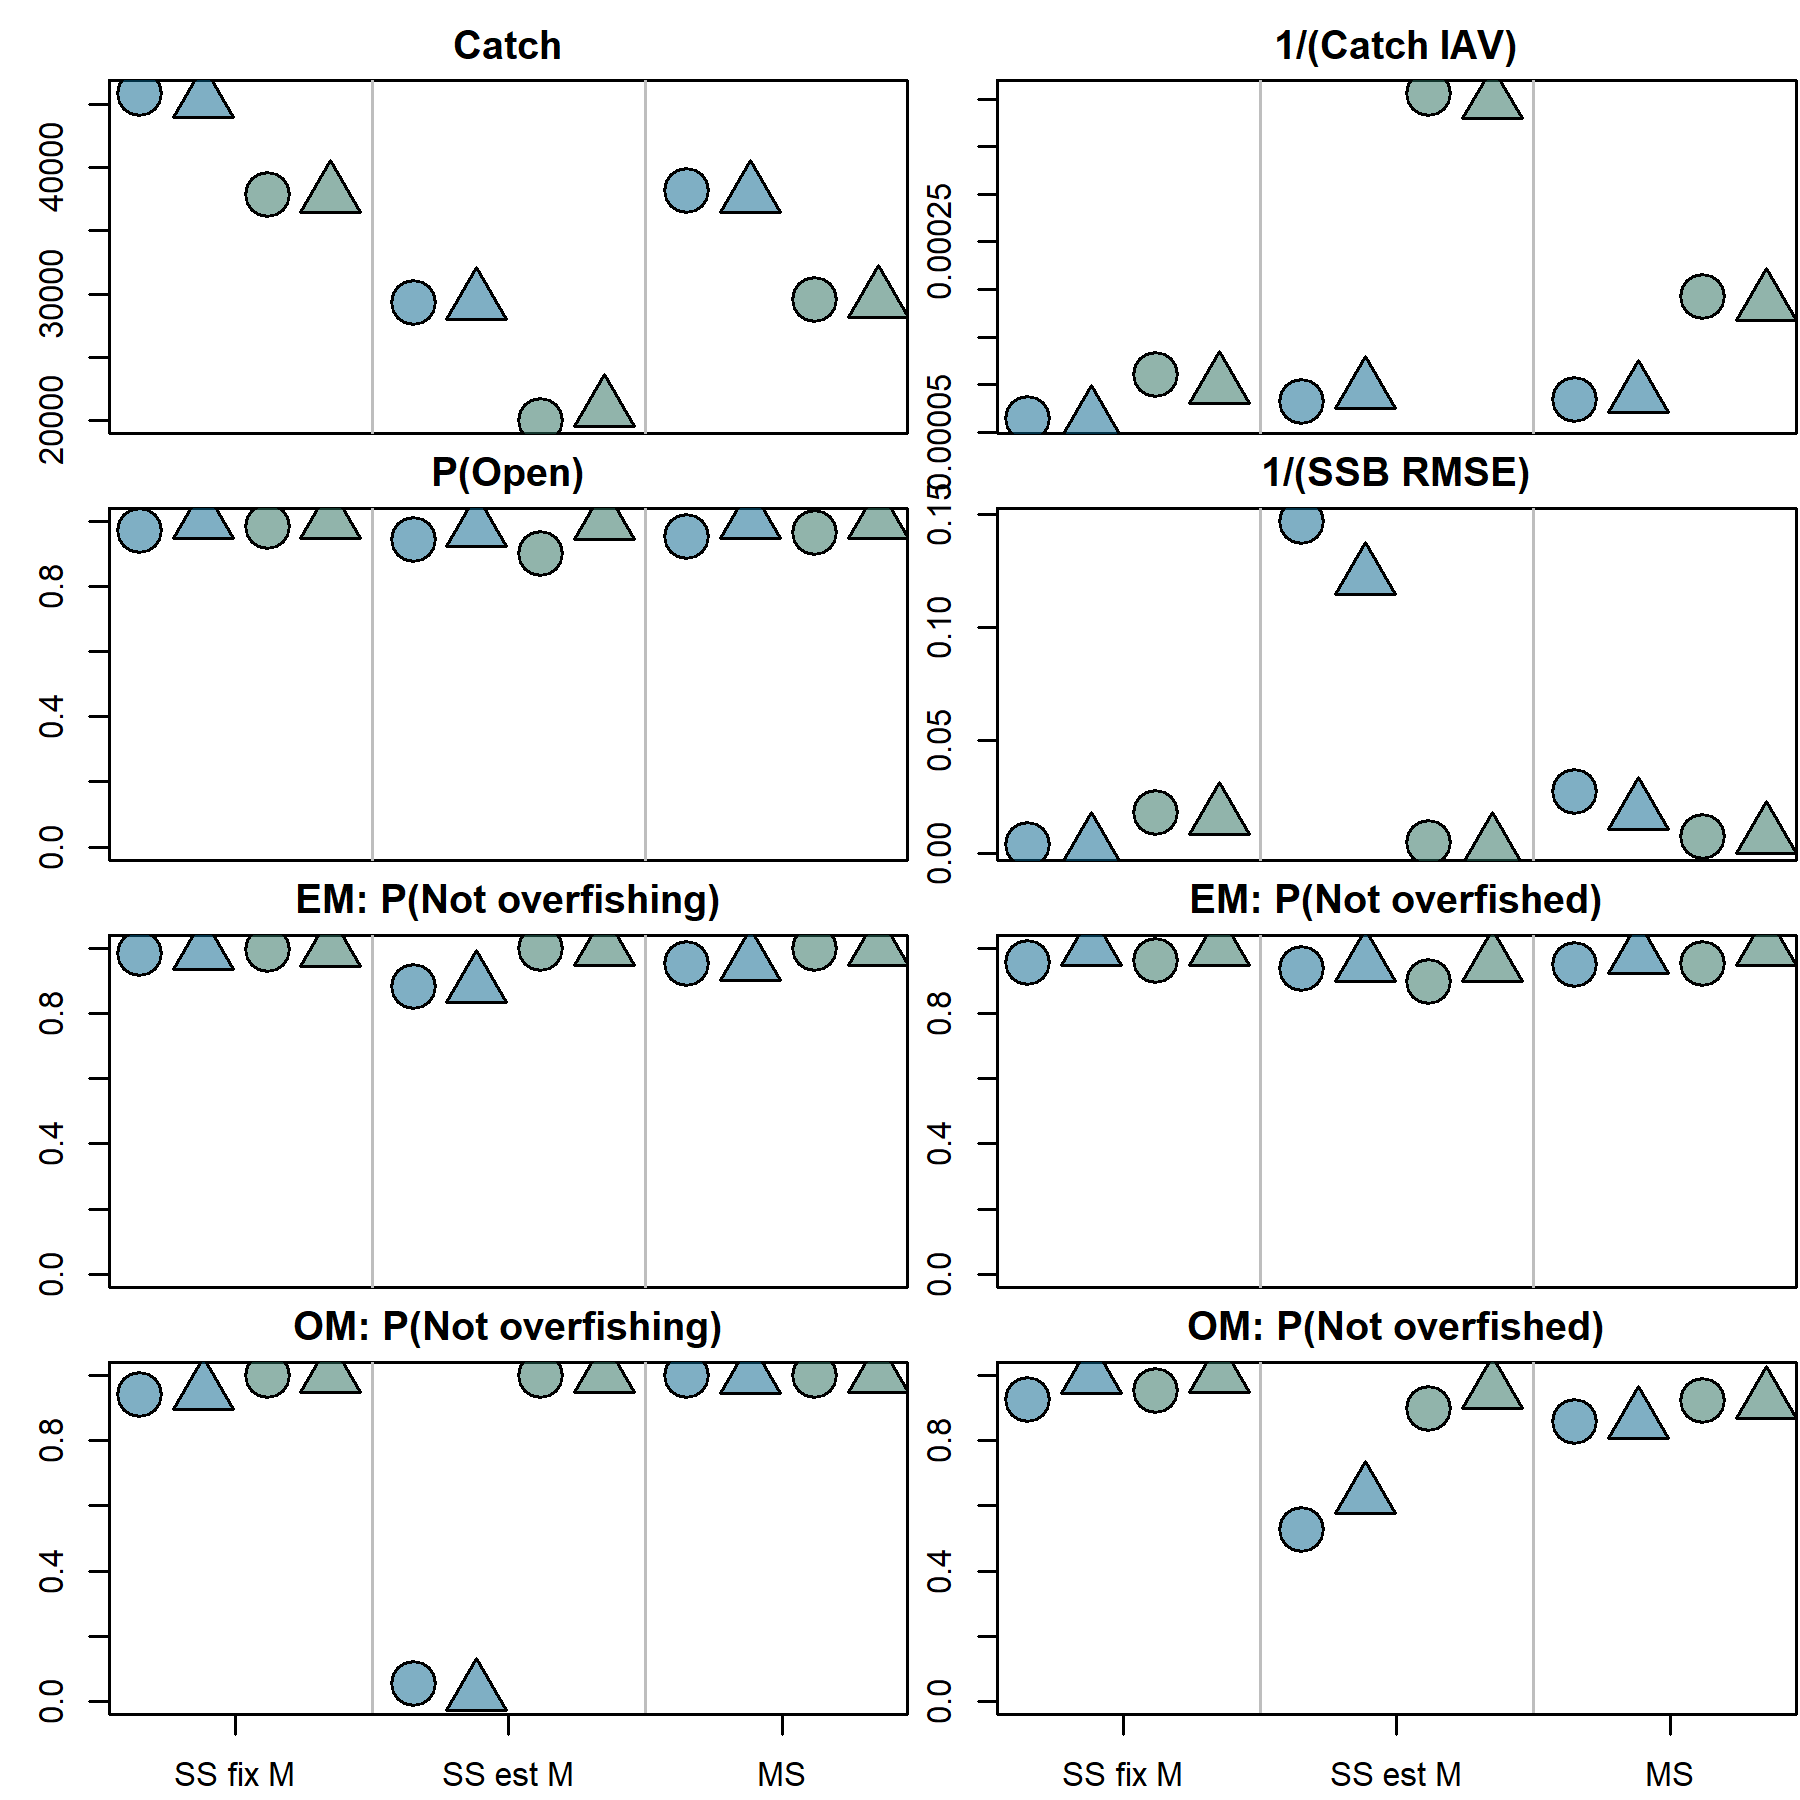 Catch
1/(Catch IAV)
40000
30000
20000
0.00025
0.00005
P(Open)
1/(SSB RMSE)
0.8
0.4
0.0
0.15
0.10
0.05
0.00
EM: P(Not overfishing)
EM: P(Not overfished)
0.8
0.4
0.0
0.8
0.4
0.0
OM: P(Not overfishing)
OM: P(Not overfished)
0.8
0.4
0.0
0.8
0.4
0.0
SS fix M
SS est M
MS
SS fix M
SS est M
MS